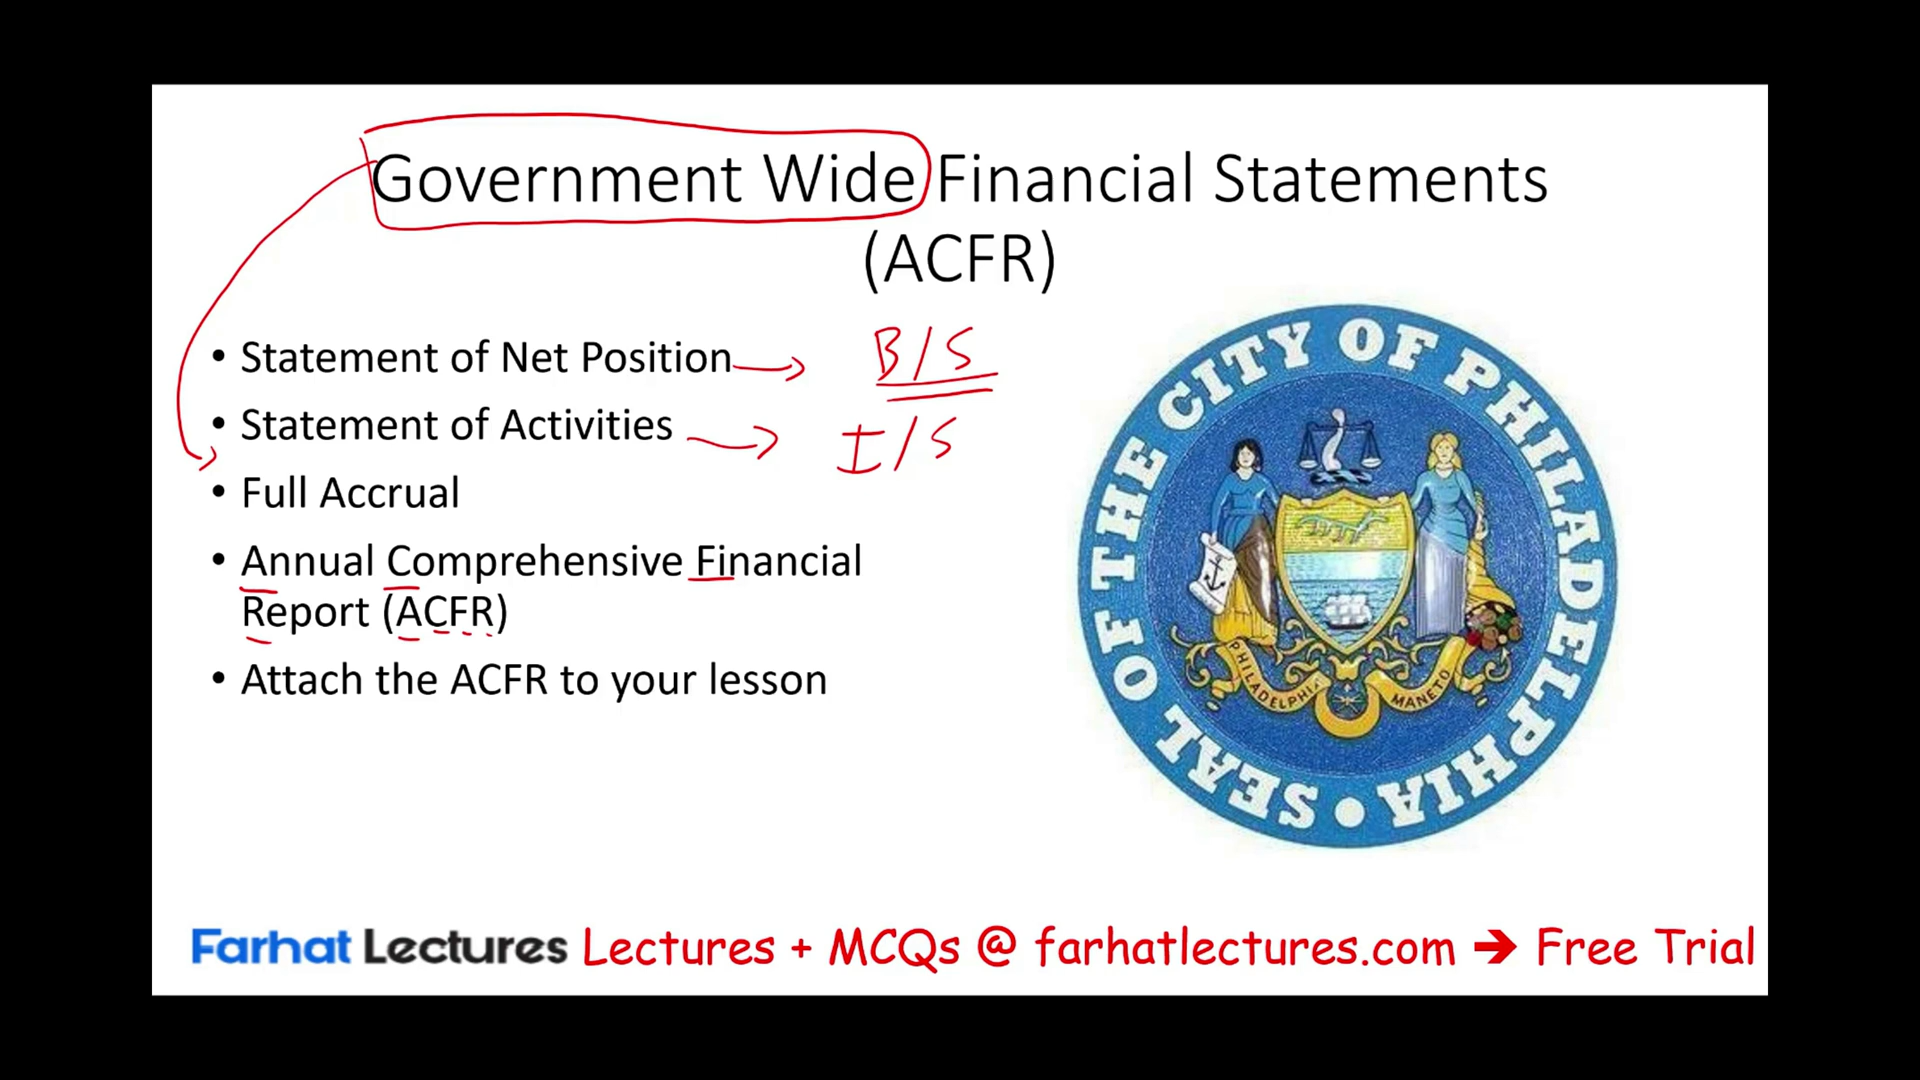 Government Wide Financial Statements
(ACFR)
• Statement of Net Position
B/S
• Statement of Activities
I/S
• Full Accrual
• Annual Comprehensive Financial
Report (ACFR)
• Attach the ACFR to your lesson
SEAL OF THE CITY OF PHILADELPHIA
PHILADELPHIA MANETO
Farhat Lectures Lectures + MCQs @ farhatlectures.com ➔ Free Trial